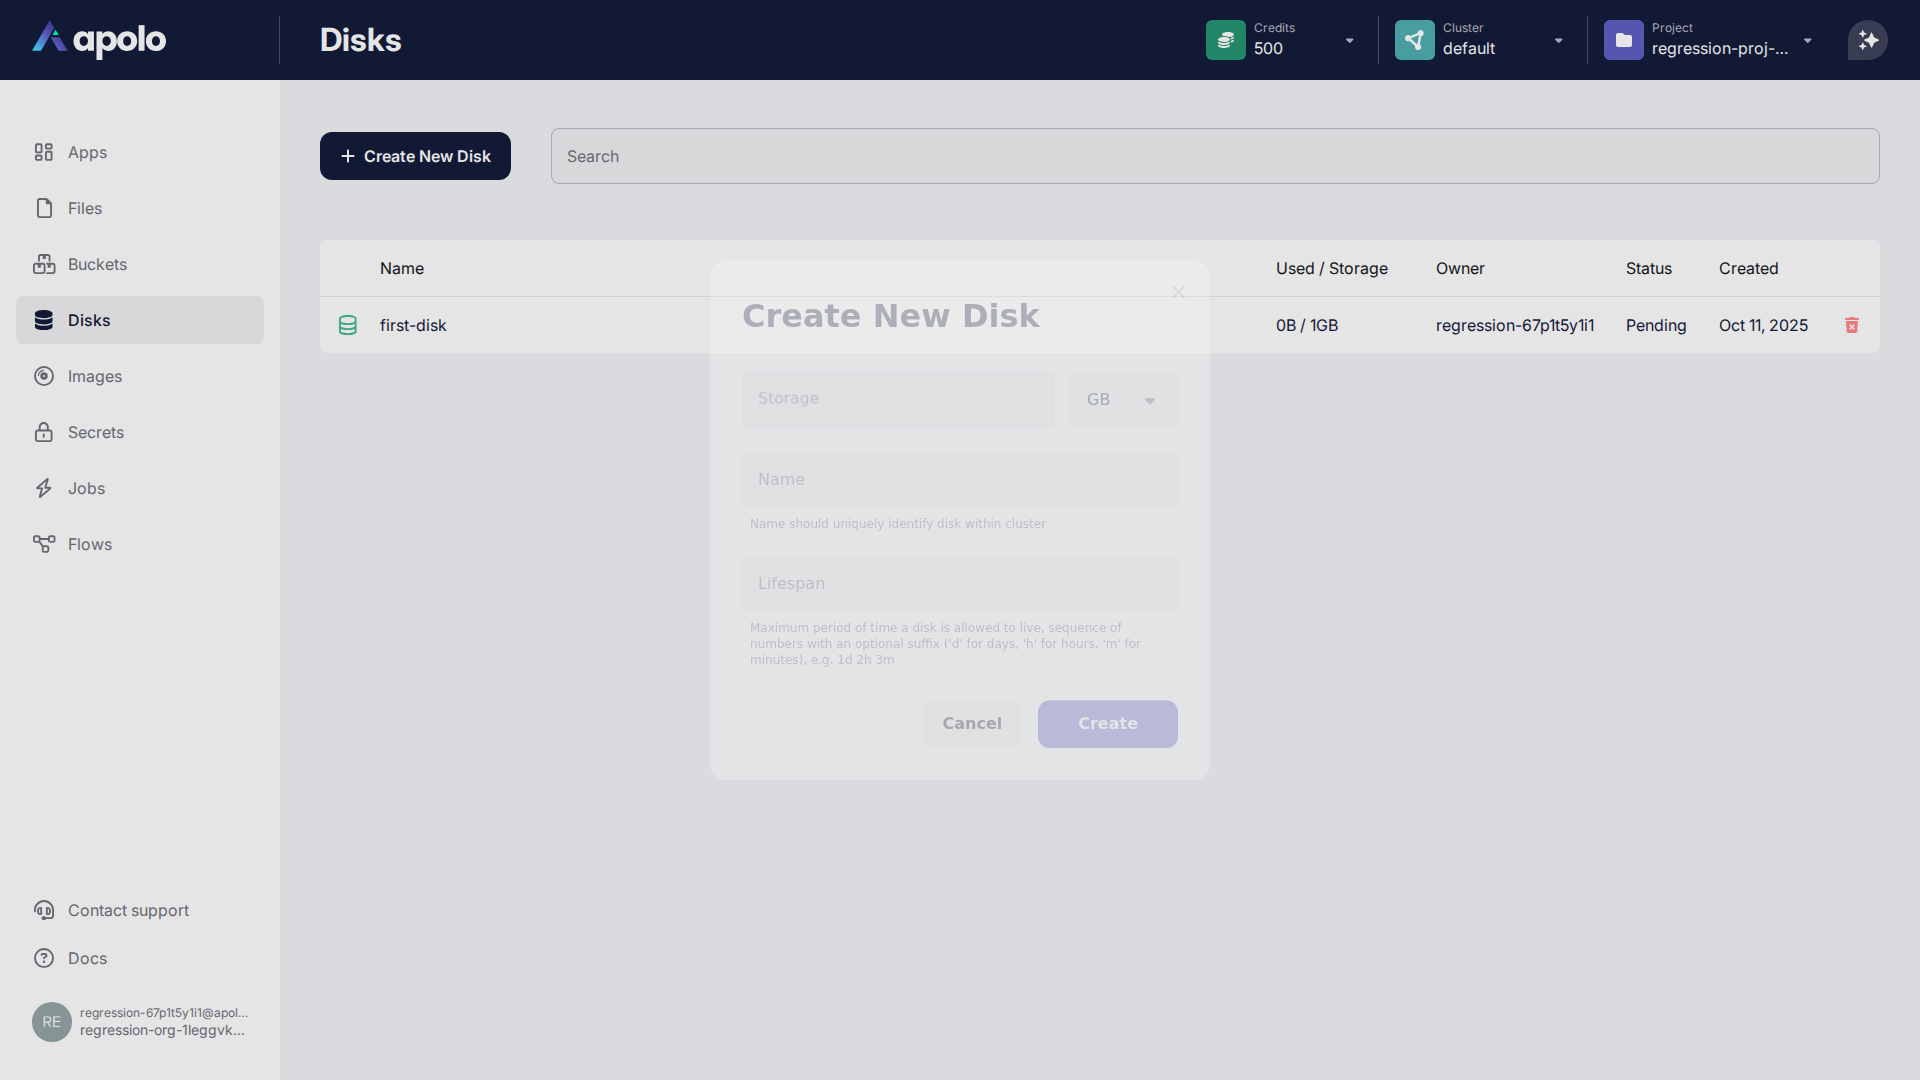 apolo
Disks
Credits
500
Cluster
default
Project
regression-proj-...
Apps
Files
Buckets
Disks
Images
Secrets
Jobs
Flows
Contact support
Docs
RE
regression-67p1t5y1i1@apol...
regression-org-1leggvk...
Create New Disk
Search
Name
Used / Storage
Owner
Status
Created
first-disk
0B / 1GB
regression-67p1t5y1i1
Pending
Oct 11, 2025
Create New Disk
Storage
GB
Name
Name should uniquely identify disk within cluster
Lifespan
Maximum period of time a disk is allowed to live, sequence of
numbers with an optional suffix ('d' for days, 'h' for hours, 'm' for
minutes), e.g. 1d 2h 3m
Cancel
Create